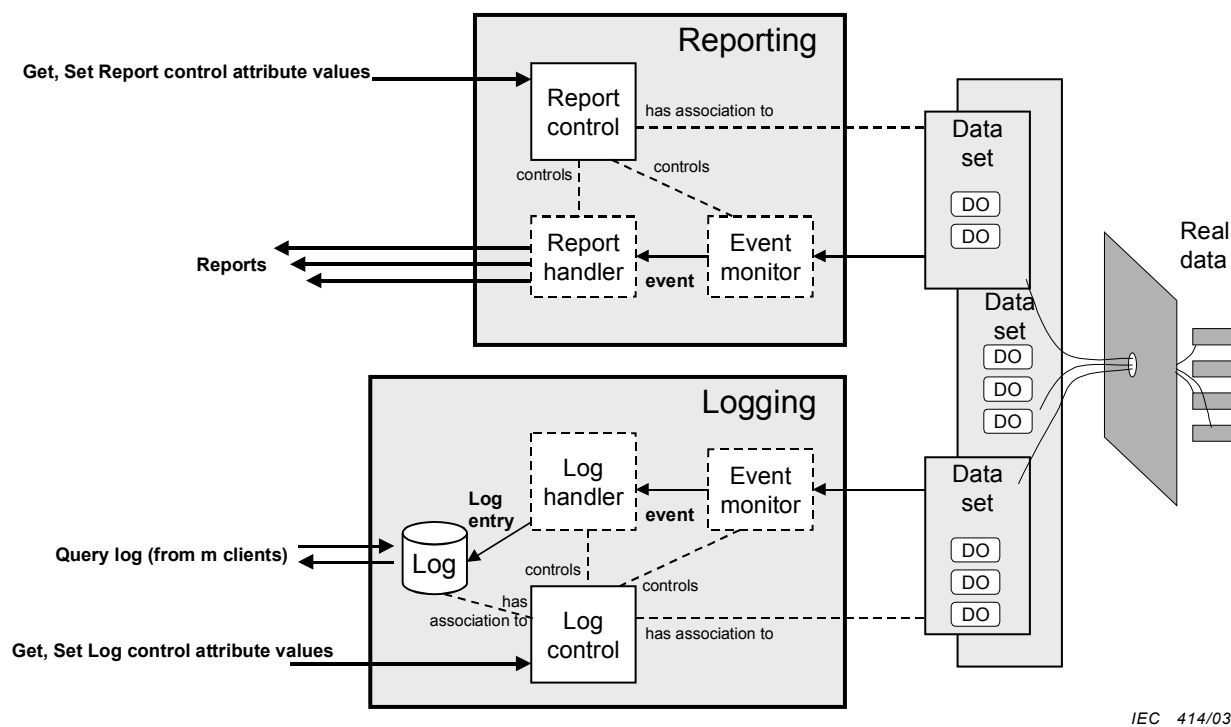 Reporting
Get, Set Report control attribute values
Report
control
has association to
Data
set
DO
DO
controls
controls
Reports
Report
handler
event
Event
monitor
Real
data
Data
set
DO
DO
DO
Logging
Log
handler
event
Event
monitor
Data
set
DO
DO
DO
Log
entry
Query log (from m clients)
Log
controls
controls
has
association to
Log
control
has association to
Get, Set Log control attribute values
IEC 414/03